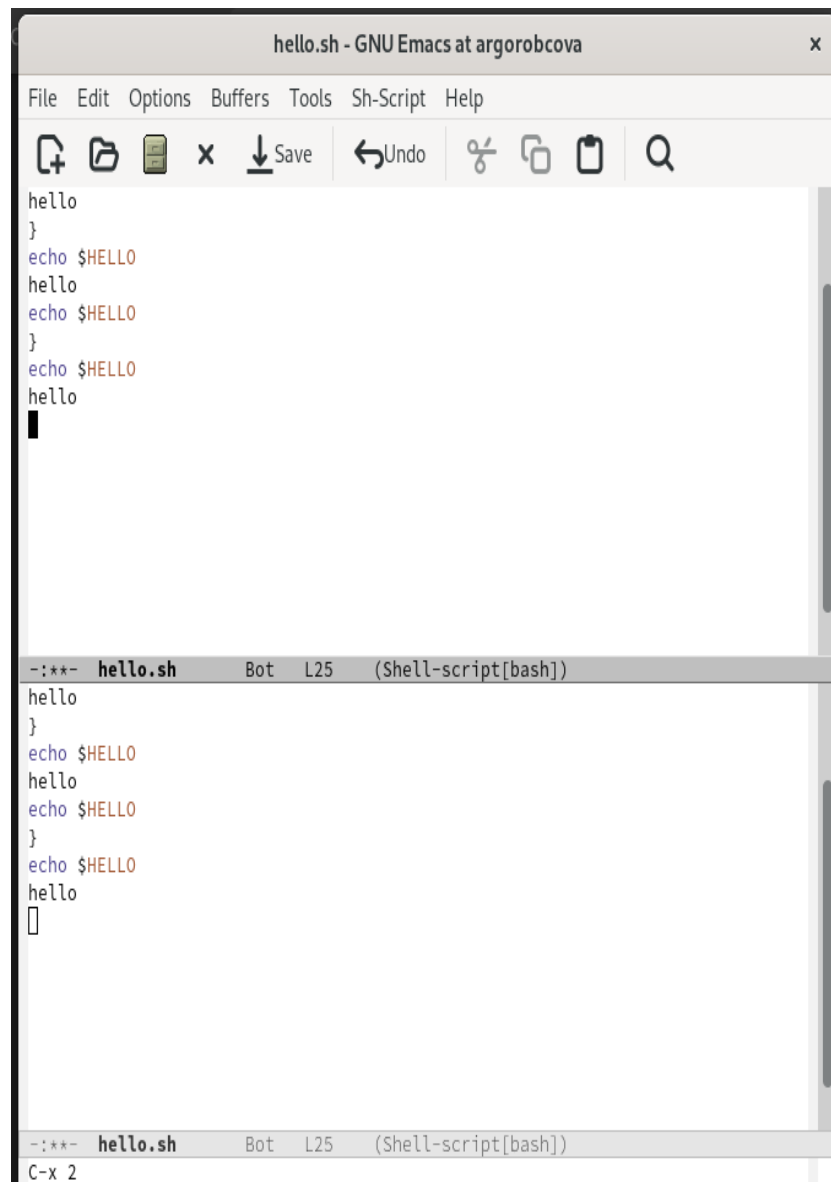 hello.sh - GNU Emacs at argorobcova
File Edit Options Buffers Tools Sh-Script Help
Save Undo
hello
}
echo $HELLO
hello
echo $HELLO
}
echo $HELLO
hello
-:**- hello.sh Bot L25 (Shell-script[bash])
hello
}
echo $HELLO
hello
echo $HELLO
}
echo $HELLO
hello
-:**- hello.sh Bot L25 (Shell-script[bash])
C-x 2